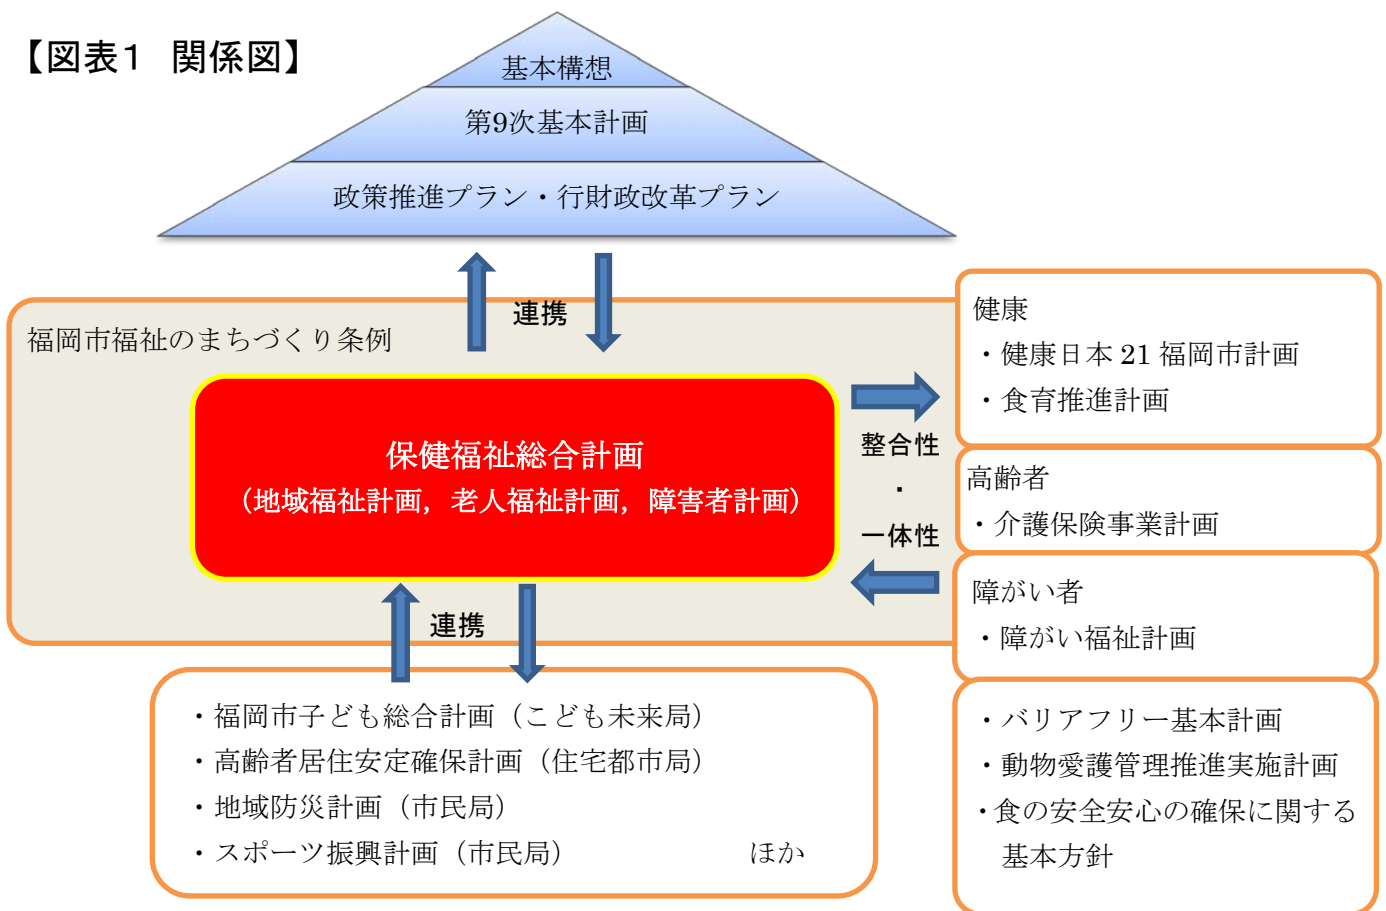 【図表１ 関係図】
基本構想
第9次基本計画
政策推進プラン・行財政改革プラン
連携
福岡市福祉のまちづくり条例
保健福祉総合計画
（地域福祉計画，老人福祉計画，障害者計画）
整合性
・
一体性
連携
健康
・健康日本 21 福岡市計画
・食育推進計画
高齢者
・介護保険事業計画
障がい者
・障がい福祉計画
・バリアフリー基本計画
・動物愛護管理推進実施計画
・食の安全安心の確保に関する
基本方針
・福岡市子ども総合計画（こども未来局）
・高齢者居住安定確保計画（住宅都市局）
・地域防災計画（市民局）
・スポーツ振興計画（市民局） ほか